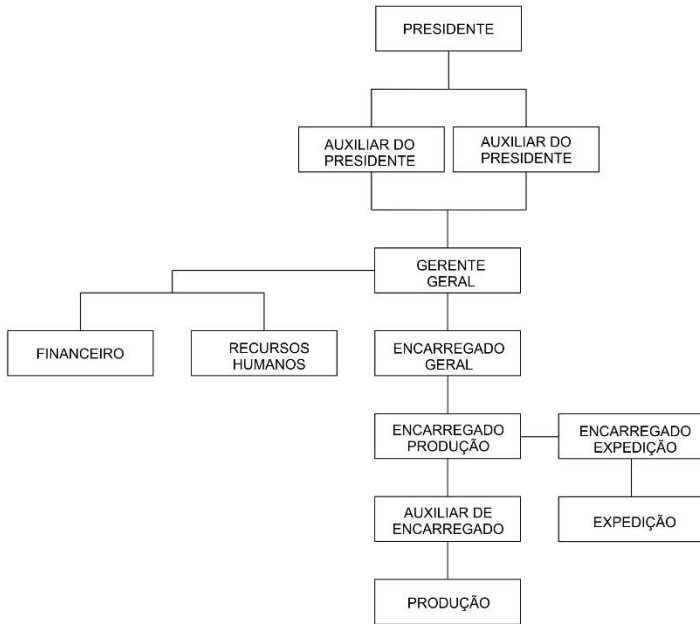 PRESIDENTE
AUXILIAR DO
PRESIDENTE
AUXILIAR DO
PRESIDENTE
GERENTE
GERAL
FINANCEIRO
RECURSOS
HUMANOS
ENCARREGADO
GERAL
ENCARREGADO
PRODUÇÃO
ENCARREGADO
EXPEDIÇÃO
AUXILIAR DE
ENCARREGADO
EXPEDIÇÃO
PRODUÇÃO